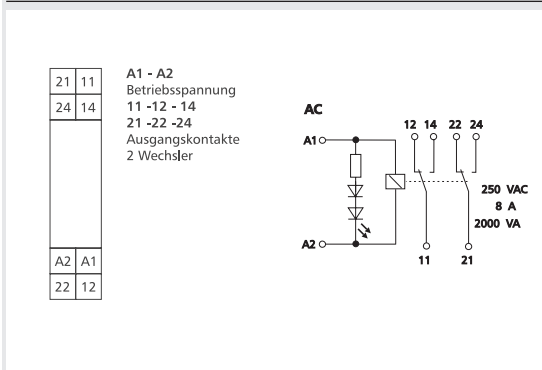 21 11
24 14
A2 A1
22 12
A1 - A2
Betriebsspannung
11 -12 - 14
21 -22 -24
Ausgangskontakte
2 Wechsler
AC
12 14 22 24
A1
250 VAC
8 A
2000 VA
A2
11 21